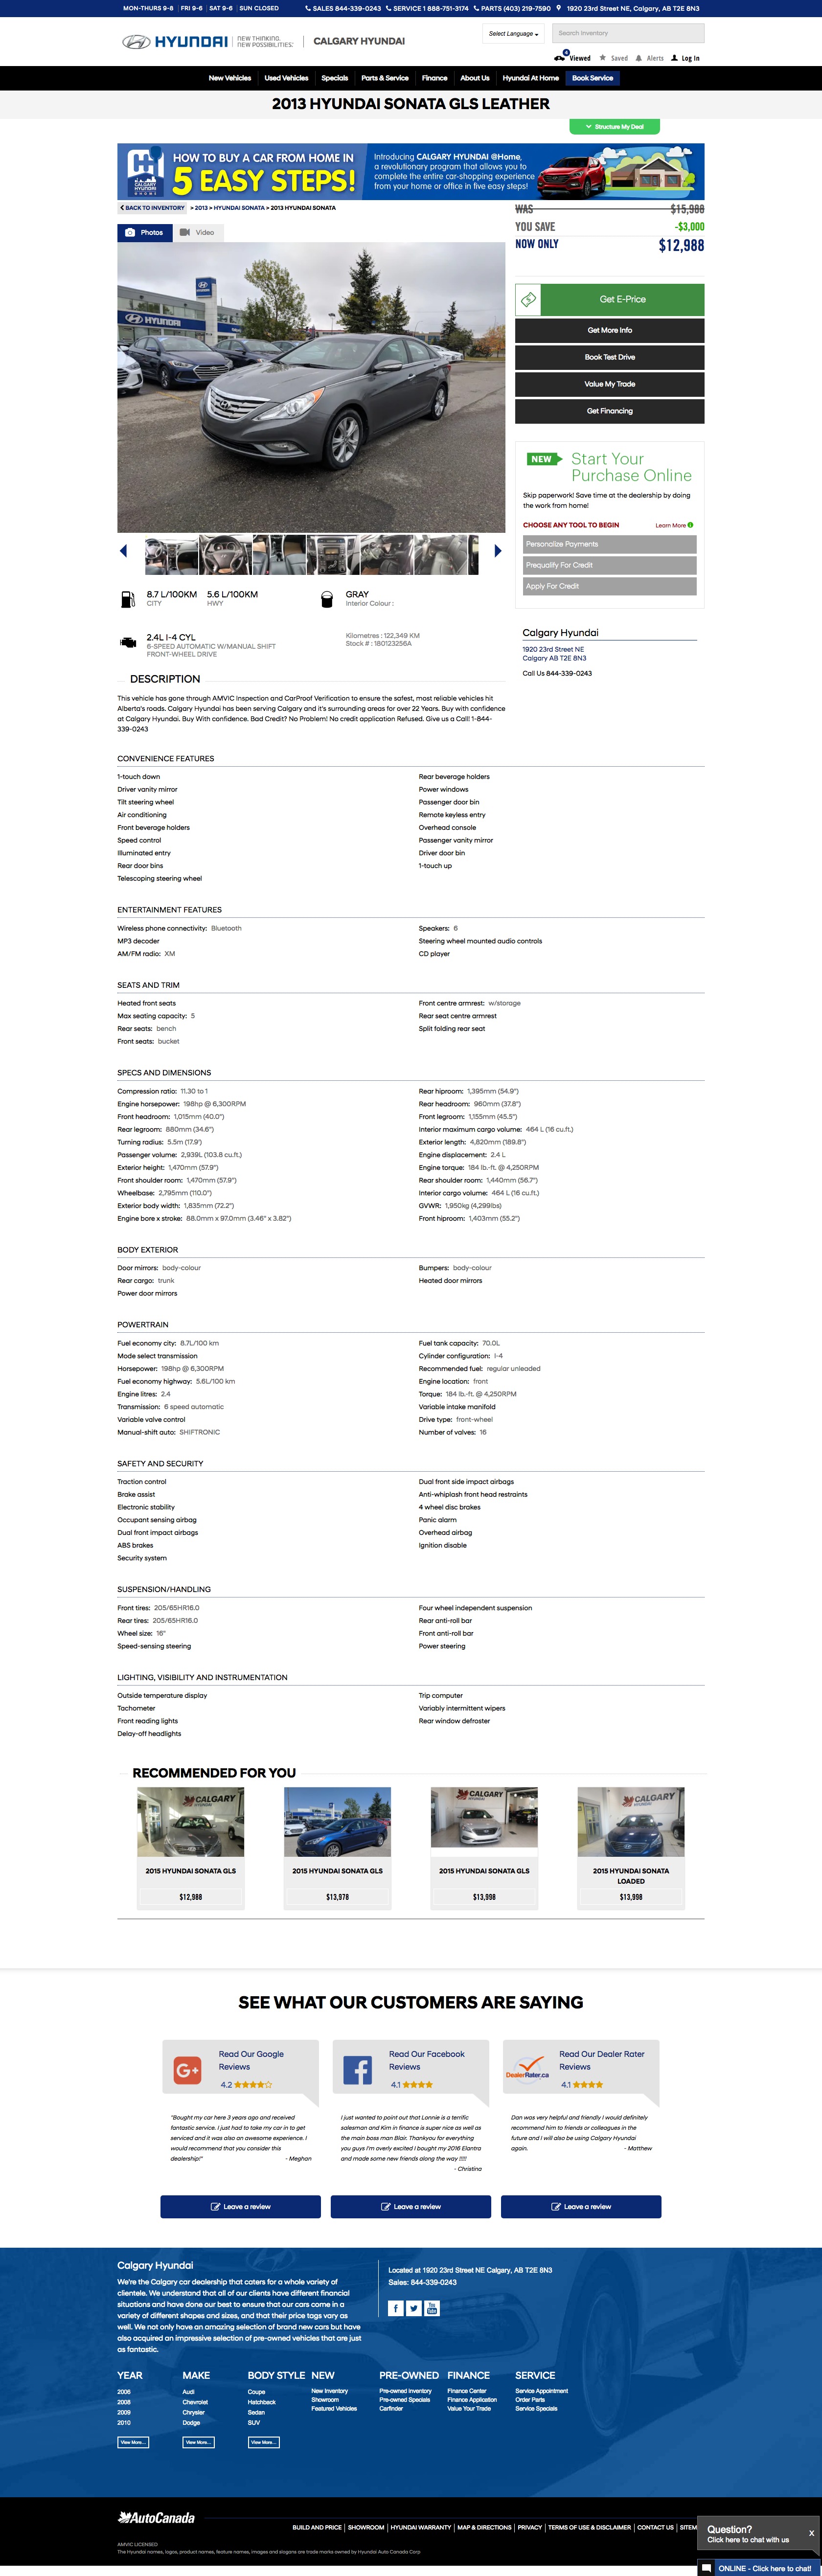 MON-THURS 9-8 FRI 9-6 SAT 9-6 SUN CLOSED SALES 844-339-0243 SERVICE 1 888-751-3174 PARTS (403) 219-7590 1920 23rd Street NE, Calgary, AB T2E 8N3
HYUNDAI NEW THINKING. NEW POSSIBILITIES. CALGARY HYUNDAI
Select Language Search Inventory
4 Viewed Saved Alerts Log In
New Vehicles Used Vehicles Specials Parts & Service Finance About Us Hyundai At Home Book Service
2013 HYUNDAI SONATA GLS LEATHER
Structure My Deal
CALGARY HYUNDAI
HOW TO BUY A CAR FROM HOME IN
5 EASY STEPS!
Introducing CALGARY HYUNDAI @Home,
a revolutionary program that allows you to
complete the entire car-shopping experience
from your home or office in five easy steps!
BACK TO INVENTORY > 2013 > HYUNDAI SONATA > 2013 HYUNDAI SONATA
WAS $15,988
YOU SAVE -$3,000
NOW ONLY $12,988
Photos Video
HYUNDAI
Get E-Price
Get More Info
Book Test Drive
Value My Trade
Get Financing
NEW Start Your
Purchase Online
Skip paperwork! Save time at the dealership by doing
the work from home!
CHOOSE ANY TOOL TO BEGIN Learn More
Personalize Payments
Prequalify For Credit
Apply For Credit
8.7 L/100KM 5.6 L/100KM GRAY
CITY HWY Interior Colour :
2.4L I-4 CYL
6-SPEED AUTOMATIC W/MANUAL SHIFT
FRONT-WHEEL DRIVE
Kilometres : 122,349 KM
Stock # : 180123256A
Calgary Hyundai
1920 23rd Street NE
Calgary AB T2E 8N3
Call Us 844-339-0243
DESCRIPTION
This vehicle has gone through AMVIC Inspection and CarProof Verification to ensure the safest, most reliable vehicles hit
Alberta's roads. Calgary Hyundai has been serving Calgary and it's surrounding areas for over 22 Years. Buy with confidence
at Calgary Hyundai. Buy With confidence. Bad Credit? No Problem! No credit application Refused. Give us a Call! 1-844-
339-0243
CONVENIENCE FEATURES
1-touch down Rear beverage holders
Driver vanity mirror Power windows
Tilt steering wheel Passenger door bin
Air conditioning Remote keyless entry
Front beverage holders Overhead console
Speed control Passenger vanity mirror
Illuminated entry Driver door bin
Rear door bins 1-touch up
Telescoping steering wheel
ENTERTAINMENT FEATURES
Wireless phone connectivity: Bluetooth Speakers: 6
MP3 decoder Steering wheel mounted audio controls
AM/FM radio: XM CD player
SEATS AND TRIM
Heated front seats Front centre armrest: w/storage
Max seating capacity: 5 Rear seat centre armrest
Rear seats: bench Split folding rear seat
Front seats: bucket
SPECS AND DIMENSIONS
Compression ratio: 11.30 to 1 Rear hiproom: 1,395mm (54.9")
Engine horsepower: 198hp @ 6,300RPM Rear headroom: 960mm (37.8")
Front headroom: 1,015mm (40.0") Front legroom: 1,155mm (45.5")
Rear legroom: 880mm (34.6") Interior maximum cargo volume: 464 L (16 cu.ft.)
Turning radius: 5.5m (17.9') Exterior length: 4,820mm (189.8")
Passenger volume: 2,939L (103.8 cu.ft.) Engine displacement: 2.4 L
Exterior height: 1,470mm (57.9") Engine torque: 184 lb.-ft. @ 4,250RPM
Front shoulder room: 1,470mm (57.9") Rear shoulder room: 1,440mm (56.7")
Wheelbase: 2,795mm (110.0") Interior cargo volume: 464 L (16 cu.ft.)
Exterior body width: 1,835mm (72.2") GVWR: 1,950kg (4,299lbs)
Engine bore x stroke: 88.0mm x 97.0mm (3.46" x 3.82") Front hiproom: 1,403mm (55.2")
BODY EXTERIOR
Door mirrors: body-colour Bumpers: body-colour
Rear cargo: trunk Heated door mirrors
Power door mirrors
POWERTRAIN
Fuel economy city: 8.7L/100 km Fuel tank capacity: 70.0L
Mode select transmission Cylinder configuration: I-4
Horsepower: 198hp @ 6,300RPM Recommended fuel: regular unleaded
Fuel economy highway: 5.6L/100 km Engine location: front
Engine litres: 2.4 Torque: 184 lb.-ft. @ 4,250RPM
Transmission: 6 speed automatic Variable intake manifold
Variable valve control Drive type: front-wheel
Manual-shift auto: SHIFTRONIC Number of valves: 16
SAFETY AND SECURITY
Traction control Dual front side impact airbags
Brake assist Anti-whiplash front head restraints
Electronic stability 4 wheel disc brakes
Occupant sensing airbag Panic alarm
Dual front impact airbags Overhead airbag
ABS brakes Ignition disable
Security system
SUSPENSION/HANDLING
Front tires: 205/65HR16.0 Four wheel independent suspension
Rear tires: 205/65HR16.0 Rear anti-roll bar
Wheel size: 16" Front anti-roll bar
Speed-sensing steering Power steering
LIGHTING, VISIBILITY AND INSTRUMENTATION
Outside temperature display Trip computer
Tachometer Variably intermittent wipers
Front reading lights Rear window defroster
Delay-off headlights
RECOMMENDED FOR YOU
CALGARY CALGARY CALGARY
2015 HYUNDAI SONATA GLS 2015 HYUNDAI SONATA GLS 2015 HYUNDAI SONATA GLS 2015 HYUNDAI SONATA
LOADED
$12,988 $13,978 $13,998 $13,998
SEE WHAT OUR CUSTOMERS ARE SAYING
G+ Read Our Google
Reviews
4.2
"Bought my car here 3 years ago and received
fantastic service. I just had to take my car in to get
serviced and it was also an awesome experience. I
would recommend that you consider this
dealership!" - Meghan
Leave a review
f Read Our Facebook
Reviews
4.1
I just wanted to point out that Lonnie is a terrific
salesman and Kim in finance is super nice as well as
the main boss man Blair. Thankyou for everything
you guys I'm overly excited I bought my 2016 Elantra
and made some new friends along the way !!!!!
- Christina
Leave a review
DealerRater.ca Read Our Dealer Rater
Reviews
4.1
Dan was very helpful and friendly I would definitely
recommend him to friends or colleagues in the
future and I will also be using Calgary Hyundai
again. - Matthew
Leave a review
Calgary Hyundai
We're the Calgary car dealership that caters for a whole variety of
clientele. We understand that all of our clients have different financial
situations and have done our best to ensure that our cars come in a
variety of different shapes and sizes, and that their price tags vary as
well. We not only have an amazing selection of brand new cars but have
also acquired an impressive selection of pre-owned vehicles that are just
as fantastic.
Located at 1920 23rd Street NE Calgary, AB T2E 8N3
Sales: 844-339-0243
YEAR MAKE BODY STYLE NEW PRE-OWNED FINANCE SERVICE
2006 Audi Coupe New Inventory Pre-owned Inventory Finance Center Service Appointment
2008 Chevrolet Hatchback Showroom Pre-owned Specials Finance Application Order Parts
2009 Chrysler Sedan Featured Vehicles Carfinder Value Your Trade Service Specials
2010 Dodge SUV
View More... View More... View More...
AutoCanada
BUILD AND PRICE SHOWROOM HYUNDAI WARRANTY MAP & DIRECTIONS PRIVACY TERMS OF USE & DISCLAIMER CONTACT US SITEM
AMVIC LICENSED
The Hyundai names, logos, product names, feature names, images and slogans are trade marks owned by Hyundai Auto Canada Corp
Question? X
Click here to chat with us
ONLINE - Click here to chat!